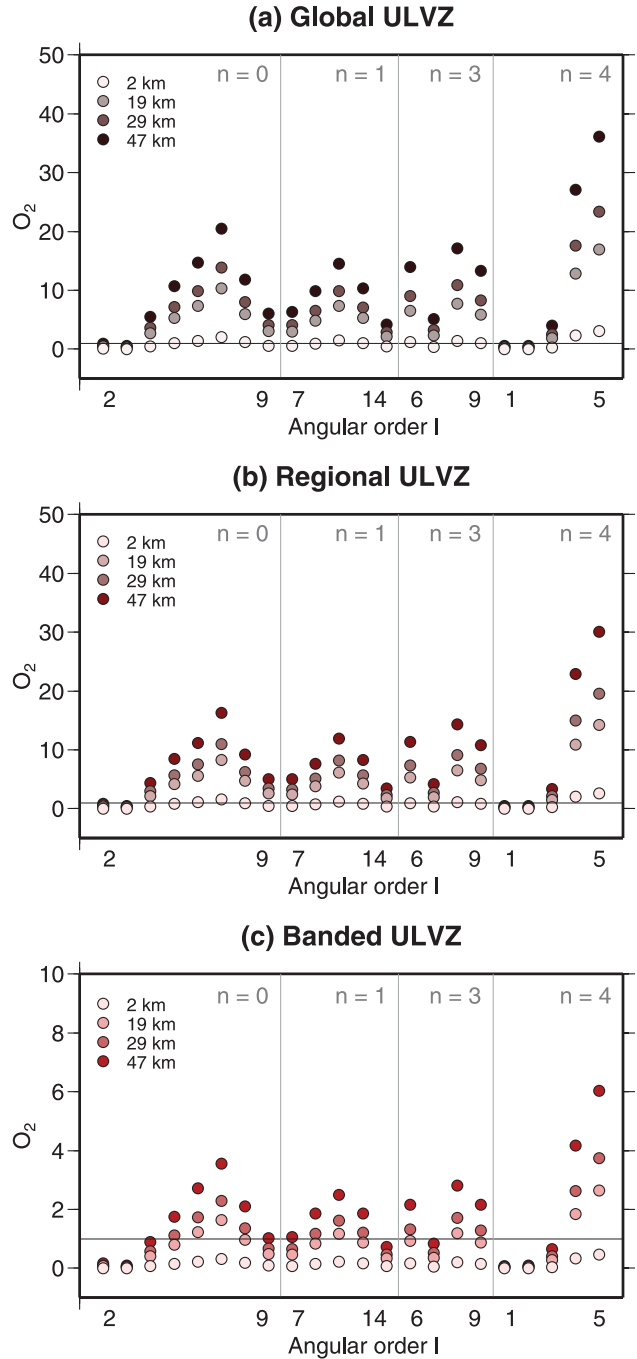 (a) Global ULVZ
50
40
30
20
10
0
O2
2 km
19 km
29 km
47 km
n = 0
n = 1
n = 3
n = 4
2
9
7
14
6
9
1
5
Angular order l
(b) Regional ULVZ
50
40
30
20
10
0
O2
2 km
19 km
29 km
47 km
n = 0
n = 1
n = 3
n = 4
2
9
7
14
6
9
1
5
Angular order l
(c) Banded ULVZ
10
8
6
4
2
0
O2
2 km
19 km
29 km
47 km
n = 0
n = 1
n = 3
n = 4
2
9
7
14
6
9
1
5
Angular order l